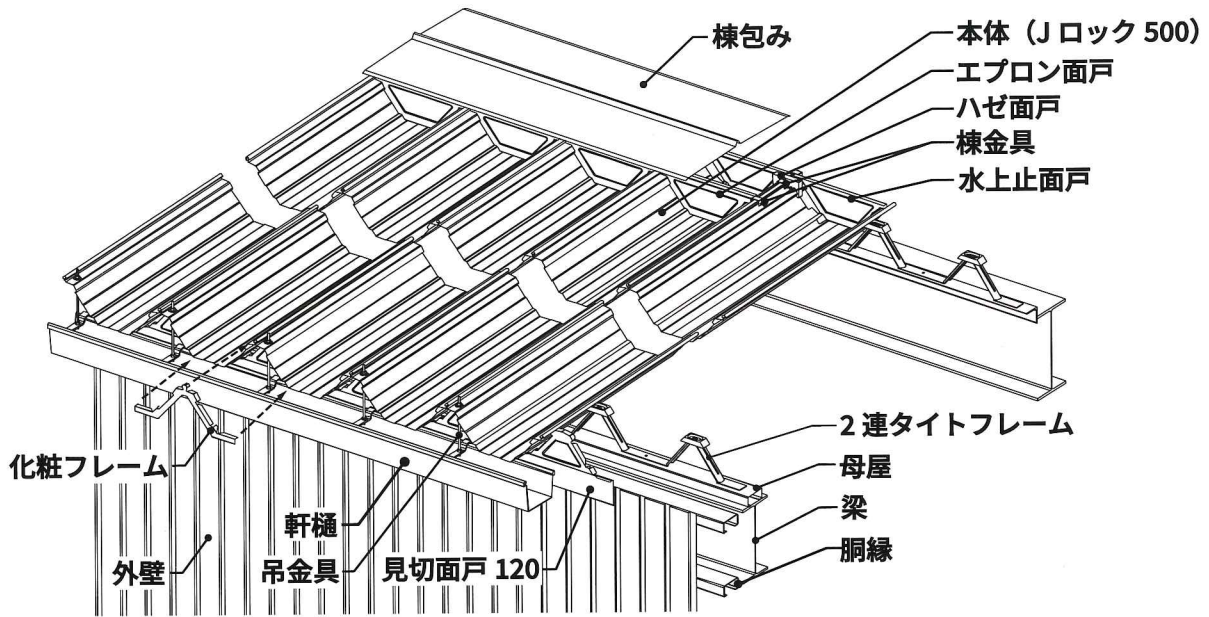 棟包み
本体（Jロック 500）
エプロン面戸
ハゼ面戸
棟金具
水上止面戸
2連タイトフレーム
母屋
梁
胴縁
化粧フレーム
軒樋
外壁
吊金具
見切面戸 120